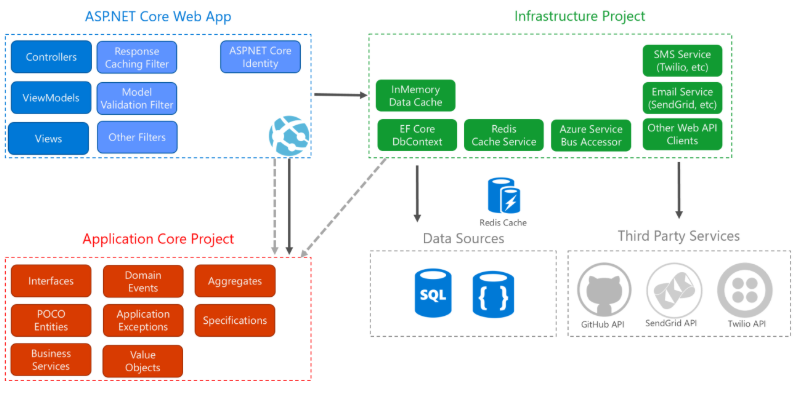 ASP.NET Core Web App
Controllers
Response
Caching Filter
ASPNET Core
Identity
ViewModels
Model
Validation Filter
Views
Other Filters
Infrastructure Project
SMS Service
(Twilio, etc)
InMemory
Data Cache
Email Service
(SendGrid, etc)
EF Core
DbContext
Redis
Cache Service
Azure Service
Bus Accessor
Other Web API
Clients
Redis Cache
Application Core Project
Interfaces
Domain
Events
Aggregates
POCO
Entities
Application
Exceptions
Specifications
Business
Services
Value
Objects
Data Sources
SQL
{ }
Third Party Services
GitHub API
SendGrid API
Twilio API